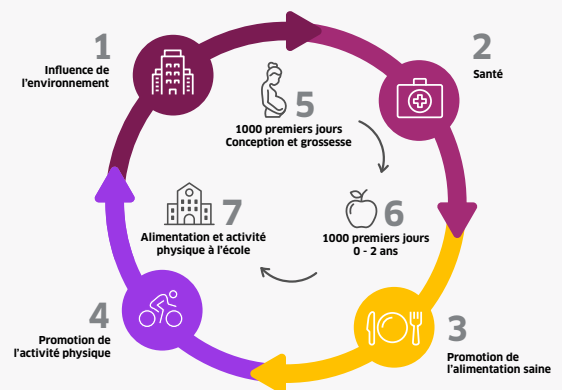 1
Influence de
l'environnement
2
Santé
3
Promotion de
l'alimentation saine
4
Promotion de
l'activité physique
5
1000 premiers jours
Conception et grossesse
6
1000 premiers jours
0 - 2 ans
7
Alimentation et activité
physique à l'école